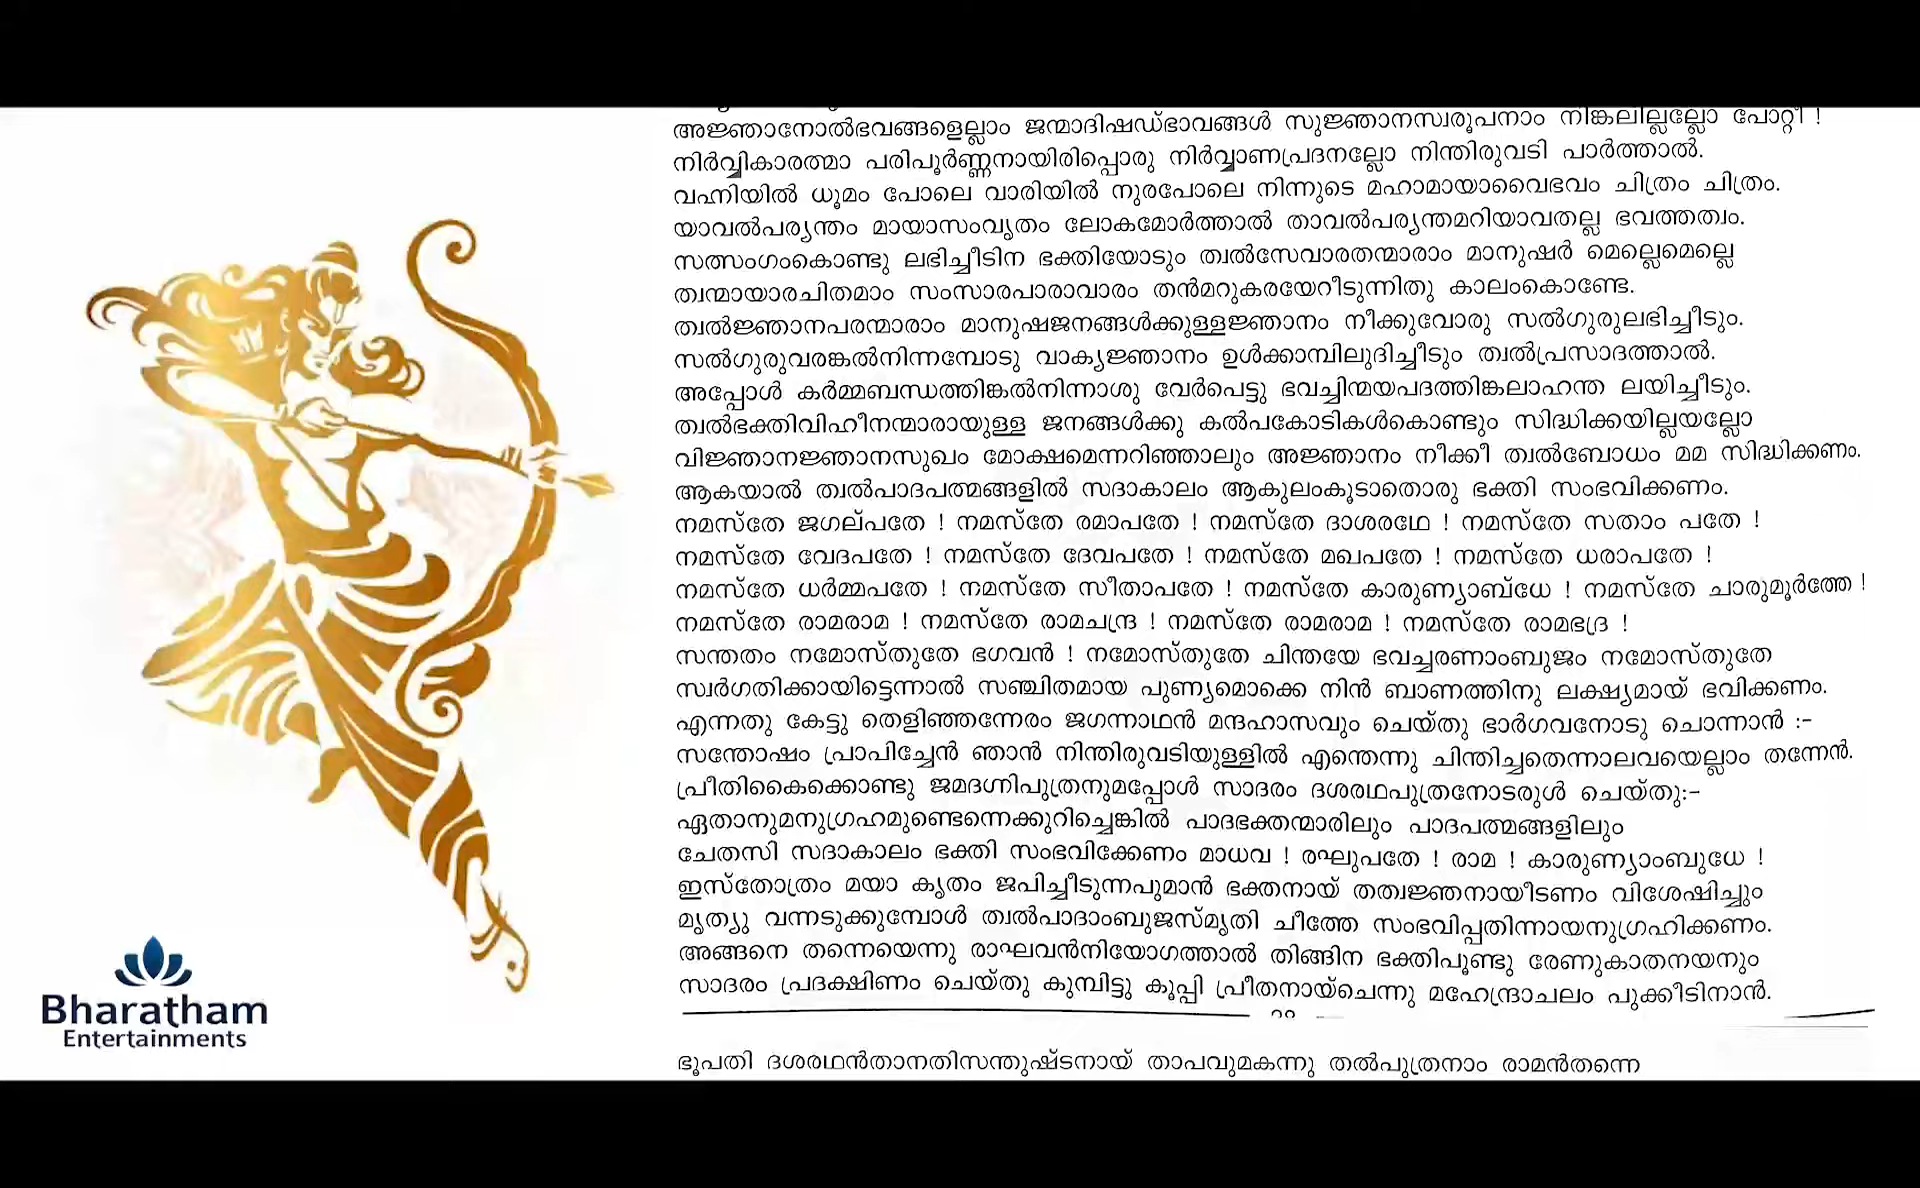 അജ്ഞാനോൽഭവങ്ങളെല്ലാം ജന്മാദിഷഡ്ഭാവങ്ങൾ സുജ്ഞാനസ്വരൂപനാം നിങ്കലില്ലല്ലോ പോറ്റീ !
നിർവ്വികാരത്മാ പരിപൂർണ്ണനായിരിപ്പൊരു നിർവ്വാണപ്രദനല്ലോ നിന്തിരുവടി പാർത്താൽ.
വഹ്നിയിൽ ധൂമം പോലെ വാരിയിൽ നുരപോലെ നിന്നുടെ മഹാമായാവൈഭവം ചിത്രം ചിത്രം.
യാവൽപര്യന്തം മായാസംവൃതം ലോകമോർത്താൽ താവൽപര്യന്തമറിയാവതല്ല ഭവത്തത്വം.
സത്സംഗംകൊണ്ടു ലഭിച്ചീടിന ഭക്തിയോടും ത്വൽസേവാരതന്മാരാം മാനുഷർ മെല്ലെമെല്ലെ
ത്വന്മായാരചിതമാം സംസാരപാരാവാരം തൻമറുകരയേറീടുന്നിതു കാലംകൊണ്ടേ.
ത്വൽജ്ഞാനപരന്മാരാം മാനുഷജനങ്ങൾക്കുള്ളജ്ഞാനം നീക്കുവോരു സൽഗുരുലഭിച്ചീടും.
സൽഗുരുവരങ്കൽനിന്നമ്പോടു വാക്യജ്ഞാനം ഉൾക്കാമ്പിലുദിച്ചീടും ത്വൽപ്രസാദത്താൽ.
അപ്പോൾ കർമ്മബന്ധത്തിങ്കൽനിന്നാശു വേർപെട്ടു ഭവച്ചിന്മയപദത്തിങ്കലാഹന്ത ലയിച്ചീടും.
ത്വൽഭക്തിവിഹീനന്മാരായുള്ള ജനങ്ങൾക്കു കൽപകോടികൾകൊണ്ടും സിദ്ധിക്കയില്ലയല്ലോ
വിജ്ഞാനജ്ഞാനസുഖം മോക്ഷമെന്നറിഞ്ഞാലും അജ്ഞാനം നീക്കീ ത്വൽബോധം മമ സിദ്ധിക്കണം.
ആകയാൽ ത്വൽപാദപത്മങ്ങളിൽ സദാകാലം ആകുലംകൂടാതൊരു ഭക്തി സംഭവിക്കണം.
നമസ്തേ ജഗല്പതേ ! നമസ്തേ രമാപതേ ! നമസ്തേ ദാശരഥേ ! നമസ്തേ സതാം പതേ !
നമസ്തേ വേദപതേ ! നമസ്തേ ദേവപതേ ! നമസ്തേ മഖപതേ ! നമസ്തേ ധരാപതേ !
നമസ്തേ ധർമ്മപതേ ! നമസ്തേ സീതാപതേ ! നമസ്തേ കാരുണ്യാബ്ധേ ! നമസ്തേ ചാരുമൂർത്തേ !
നമസ്തേ രാമരാമ ! നമസ്തേ രാമചന്ദ്ര ! നമസ്തേ രാമരാമ ! നമസ്തേ രാമഭദ്ര !
സന്തതം നമോസ്തുതേ ഭഗവൻ ! നമോസ്തുതേ ചിന്തയേ ഭവച്ചരണാംബുജം നമോസ്തുതേ
സ്വർഗതിക്കായിട്ടെന്നാൽ സഞ്ചിതമായ പുണ്യമൊക്കെ നിൻ ബാണത്തിനു ലക്ഷ്യമായ് ഭവിക്കണം.
എന്നതു കേട്ടു തെളിഞ്ഞന്നേരം ജഗന്നാഥൻ മന്ദഹാസവും ചെയ്തു ഭാർഗവനോടു ചൊന്നാൻ :-
സന്തോഷം പ്രാപിച്ചേൻ ഞാൻ നിന്തിരുവടിയുള്ളിൽ എന്തെന്നു ചിന്തിച്ചതെന്നാലവയെല്ലാം തന്നേൻ.
പ്രീതികൈക്കൊണ്ടു ജമദഗ്നിപുത്രനുമപ്പോൾ സാദരം ദശരഥപുത്രനോടരുൾ ചെയ്തു:-
ഏതാനുമനുഗ്രഹമുണ്ടെന്നെക്കുറിച്ചെങ്കിൽ പാദഭക്തന്മാരിലും പാദപത്മങ്ങളിലും
ചേതസി സദാകാലം ഭക്തി സംഭവിക്കേണം മാധവ ! രഘുപതേ ! രാമ ! കാരുണ്യാംബുധേ !
ഇസ്തോത്രം മയാ കൃതം ജപിച്ചീടുന്നപുമാൻ ഭക്തനായ് തത്വജ്ഞനായീടണം വിശേഷിച്ചും
മൃത്യു വന്നടുക്കുമ്പോൾ ത്വൽപാദാംബുജസ്മൃതി ചീത്തേ സംഭവിപ്പതിന്നായനുഗ്രഹിക്കണം.
അങ്ങനെ തന്നെയെന്നു രാഘവൻനിയോഗത്താൽ തിങ്ങിന ഭക്തിപൂണ്ടു രേണുകാതനയനും
സാദരം പ്രദക്ഷിണം ചെയ്തു കുമ്പിട്ടു കൂപ്പി പ്രീതനായ്ചെന്നു മഹേന്ദ്രാചലം പുക്കീടിനാൻ.
ഭൂപതി ദശരഥൻതാനതിസന്തുഷ്ടനായ് താപവുമകന്നു തൽപുത്രനാം രാമൻതന്നെ
Bharatham
Entertainments